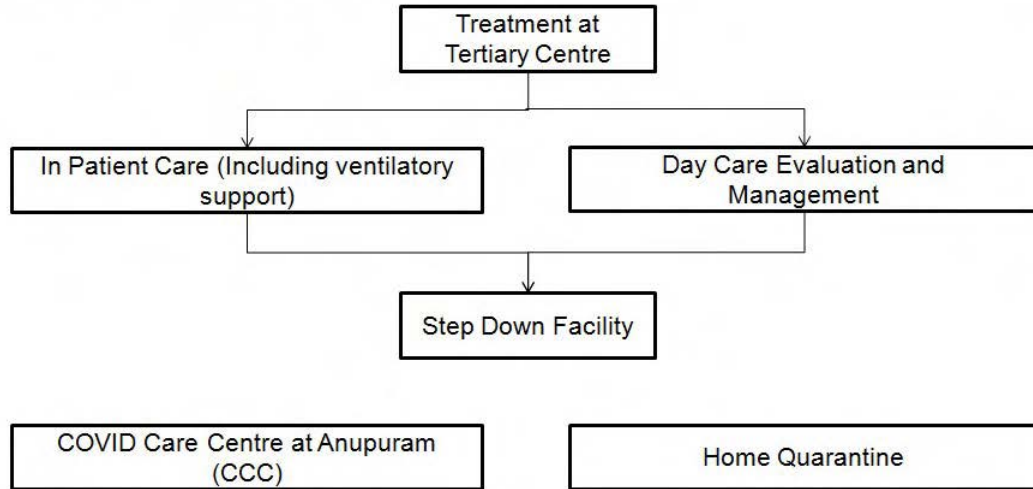 Treatment at
Tertiary Centre
In Patient Care (Including ventilatory
support)
Day Care Evaluation and
Management
Step Down Facility
COVID Care Centre at Anupuram
(CCC)
Home Quarantine